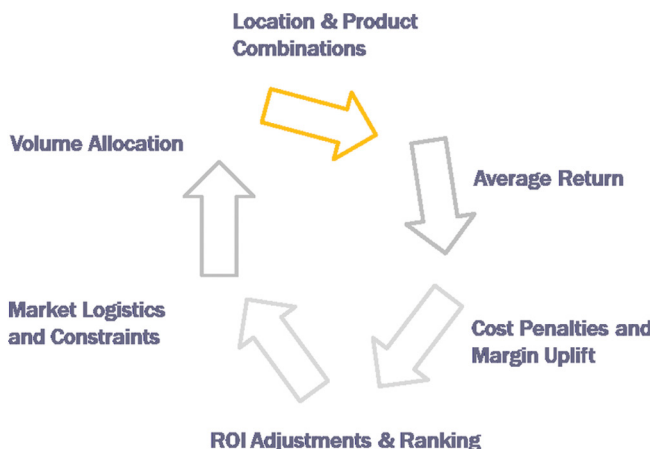 Location & Product
Combinations
Volume Allocation
Average Return
Market Logistics
and Constraints
Cost Penalties and
Margin Uplift
ROI Adjustments & Ranking